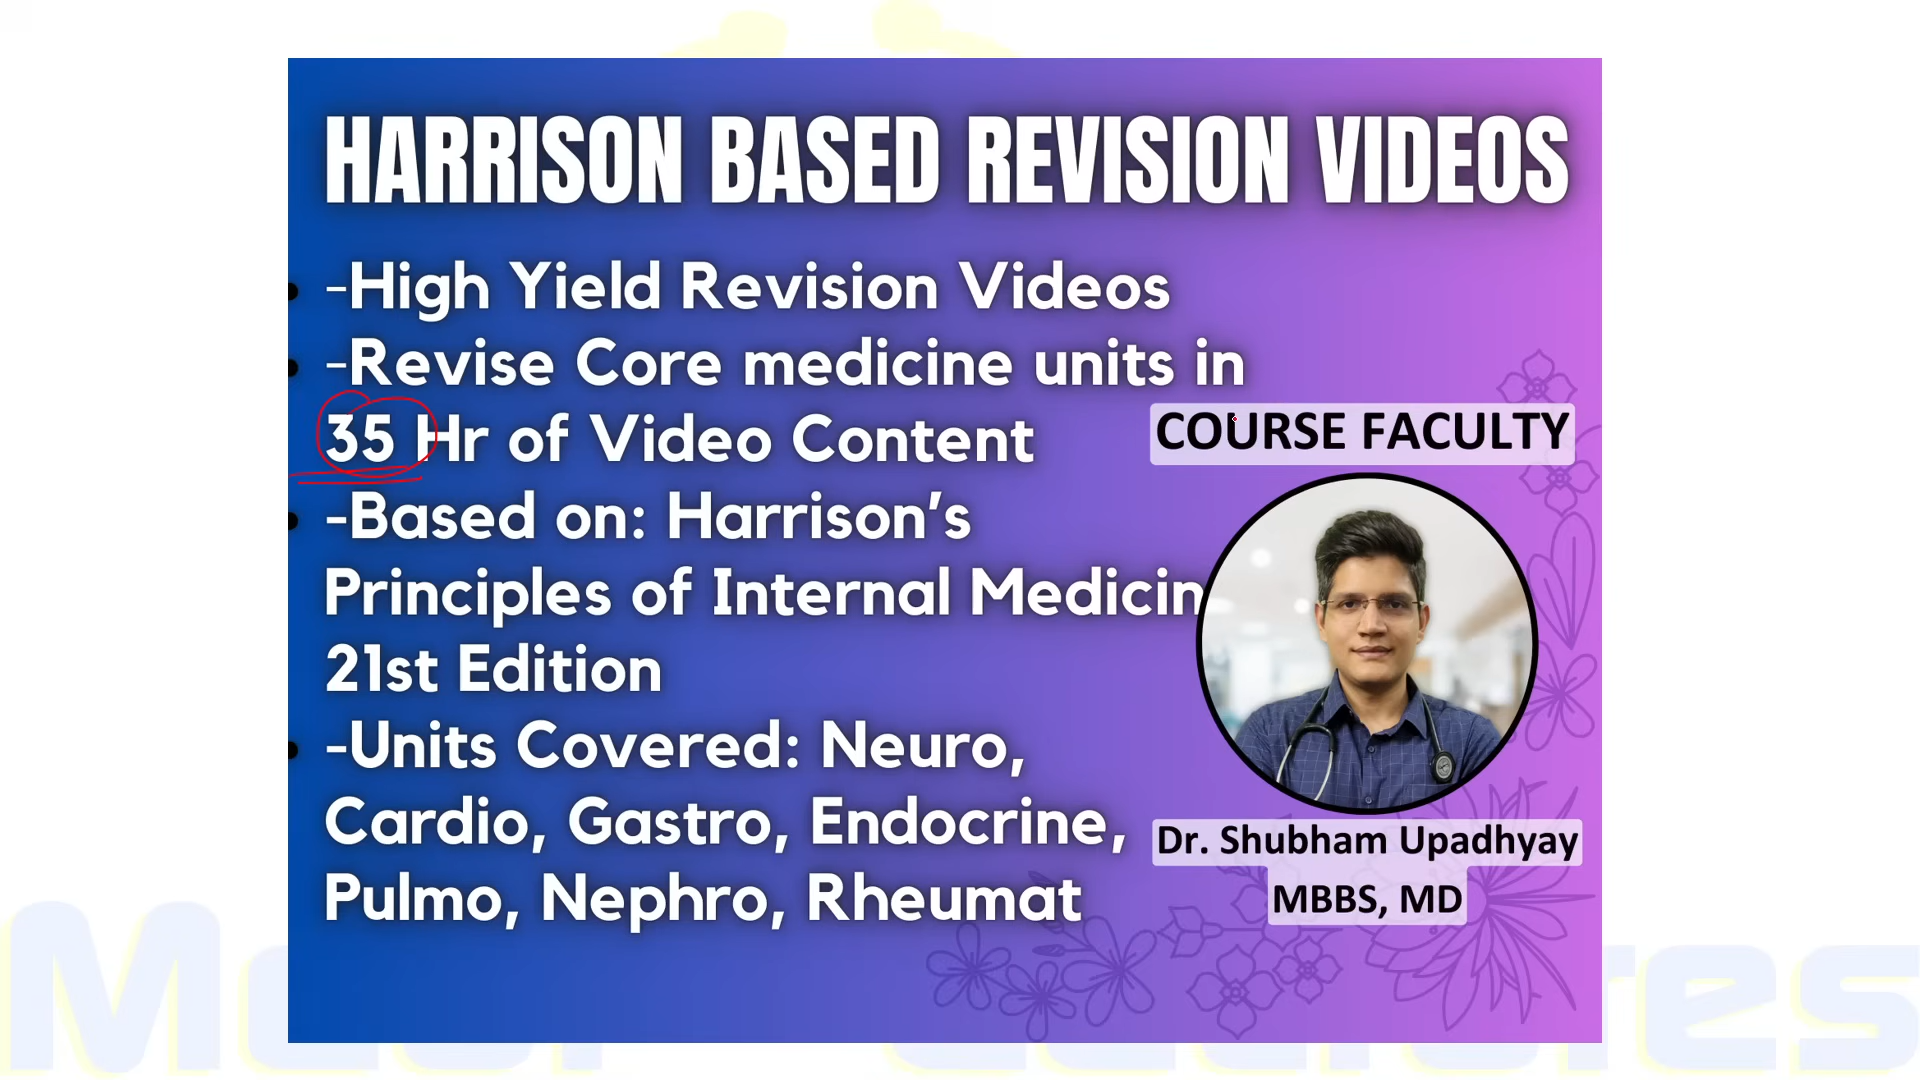 HARRISON BASED REVISION VIDEOS
-High Yield Revision Videos
-Revise Core medicine units in
35 Hr of Video Content
-Based on: Harrison's
Principles of Internal Medicin
21st Edition
-Units Covered: Neuro,
Cardio, Gastro, Endocrine,
Pulmo, Nephro, Rheumat
COURSE FACULTY
Dr. Shubham Upadhyay
MBBS, MD